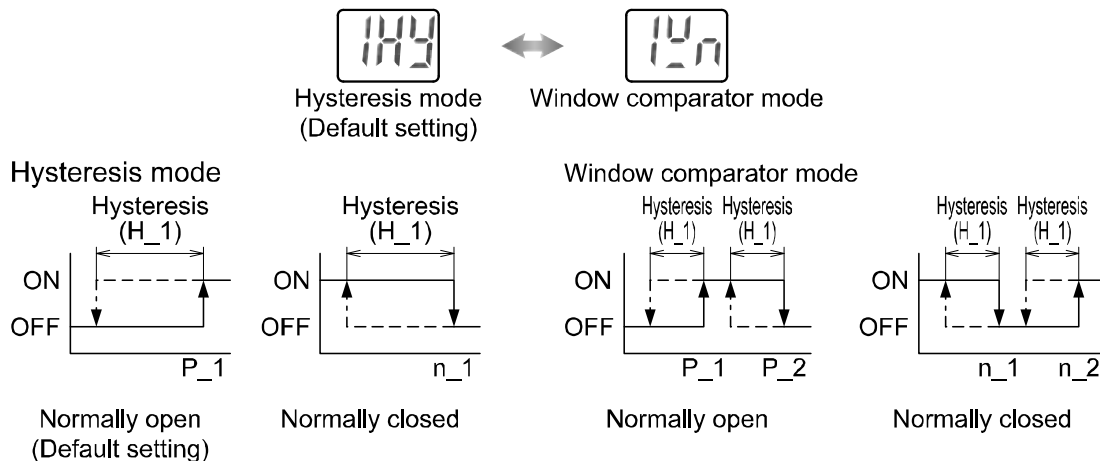 1HY 1_n
Hysteresis mode Window comparator mode
(Default setting)
Hysteresis mode Window comparator mode
Hysteresis Hysteresis Hysteresis Hysteresis Hysteresis Hysteresis
(H_1) (H_1) (H_1) (H_1) (H_1) (H_1)
ON ON ON ON
OFF OFF OFF OFF
P_1 n_1 P_1 P_2 n_1 n_2
Normally open Normally closed Normally open Normally closed
(Default setting)